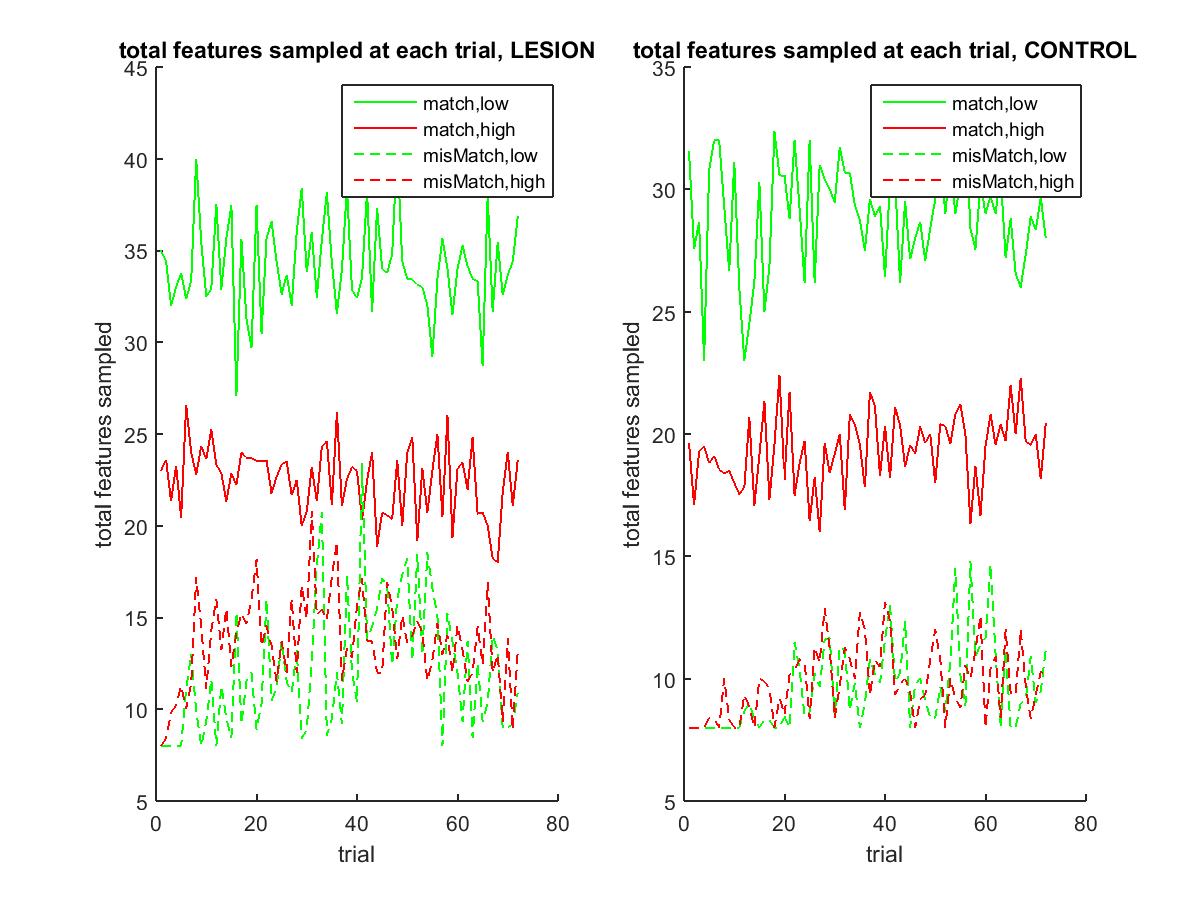 total features sampled at each trial, LESION
45
40
35
30
25
20
15
10
5
total features sampled
0
20
40
60
80
trial
match,low
match,high
misMatch,low
misMatch,high
total features sampled at each trial, CONTROL
35
30
25
20
15
10
5
total features sampled
0
20
40
60
80
trial
match,low
match,high
misMatch,low
misMatch,high